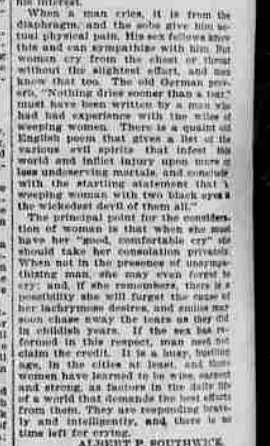 his interest.
When a man cries, it is from the
diaphragm, and the sobs give him ac-
tual physical pain. His sex fellows know
this and can sympathize with him. But
women cry from the chest or throat
without the slightest effort, and men
know that too. The old German prov-
erb, "Nothing dries sooner than a tear,"
must have been written by a man who
had had experience with the wiles of
weeping women. There is a quaint old
English poem that gives a list of the
various evil spirits that infest this
world and inflict injury upon more or
less undeserving mortals, and concludes
with the startling statement that "a
weeping woman with two black eyes is
the wickedest devil of them all."
The principal point for the considera-
tion of woman is that when she must
have her "good, comfortable cry" she
should take her consolation privately.
When not in the presence of unsympa-
thizing man, she may even forget to
cry; and, if she remembers, there is a
possibility she will forget the cause of
her lachrymose desires, and smiles may
soon chase away the tears as they did
in childish years. If the sex has re-
formed in this respect, man need not
claim the credit. It is a busy, bustling
age, in the cities, at least, and
women have learned to be wise, earnest
and strong, as factors in the daily life
of a world that demands the best efforts
from them. They are responding brave-
ly and intelligently, and there is no
time left for crying.
ALBERT P. SOUTHWICK.